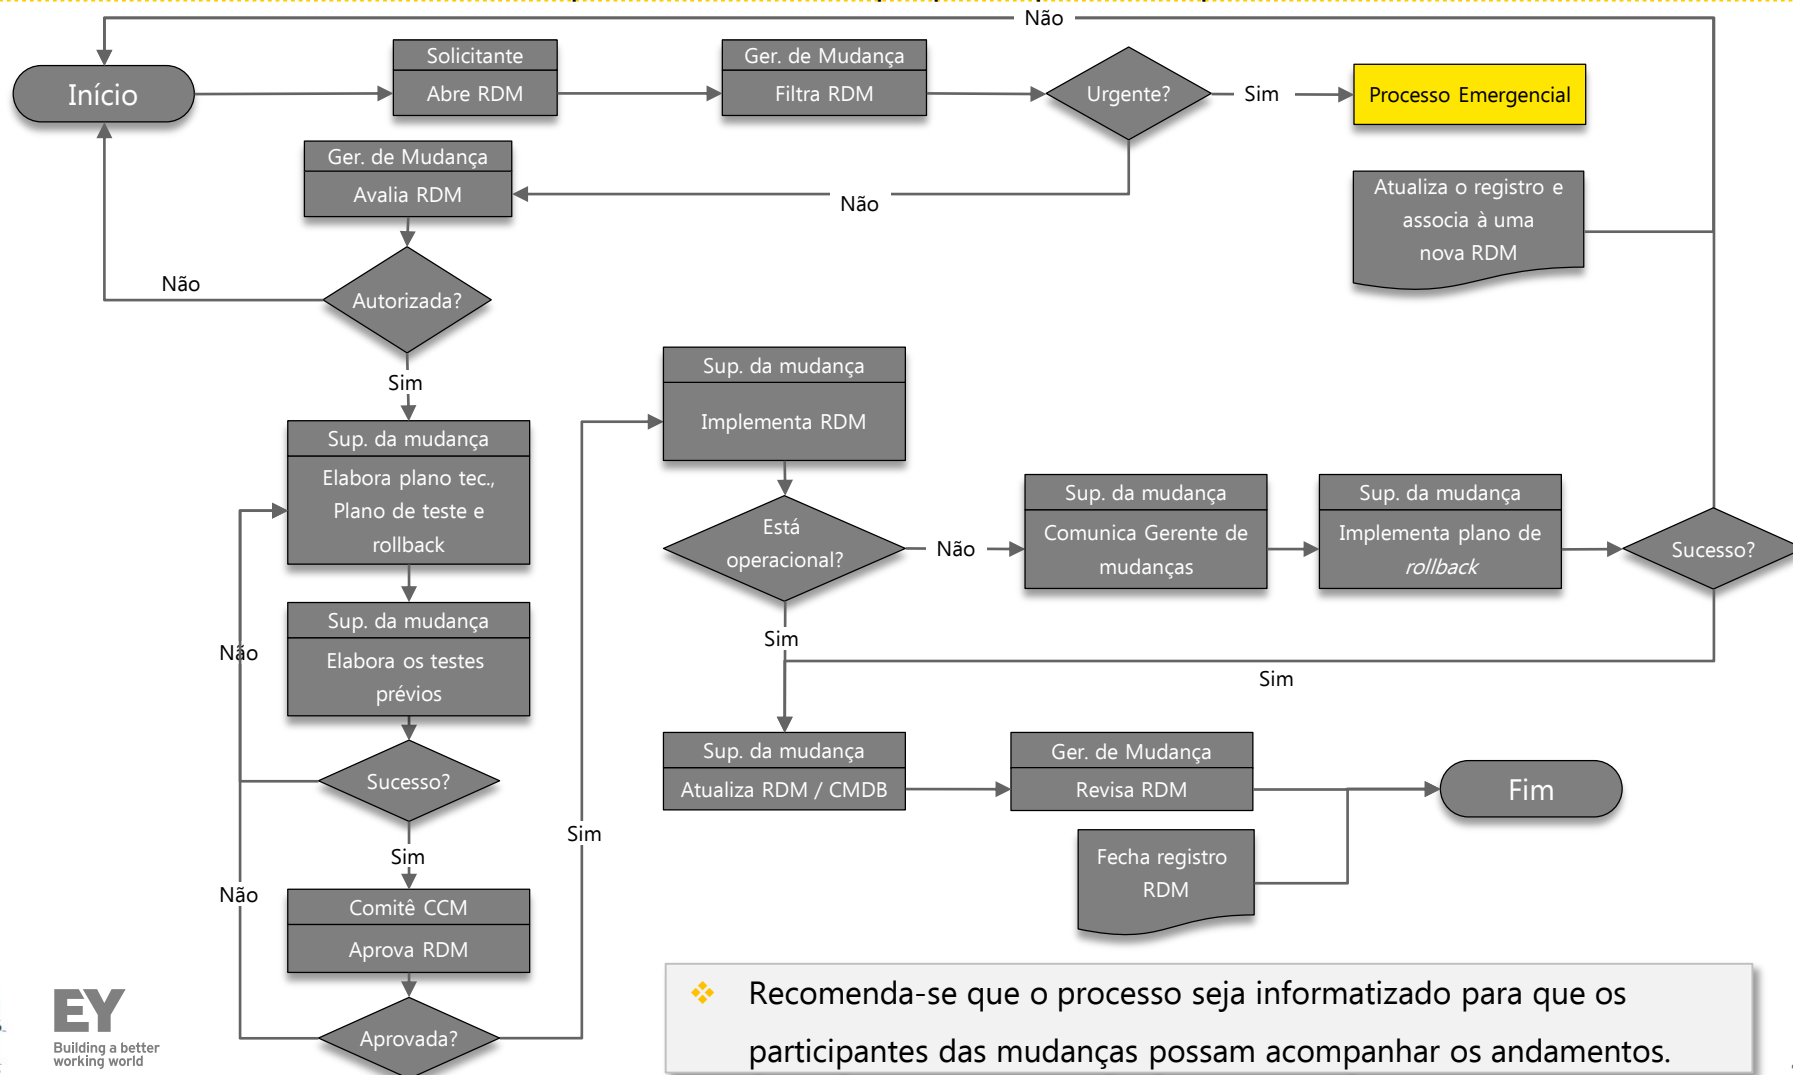 Não
Solicitante
Abre RDM
Ger. de Mudança
Filtra RDM
Início
Urgente?
Sim
Processo Emergencial
Ger. de Mudança
Avalia RDM
Não
Atualiza o registro e
associa à uma
nova RDM
Não
Autorizada?
Sim
Sup. da mudança
Implementa RDM
Sup. da mudança
Elabora plano tec.,
Plano de teste e
rollback
Está
operacional?
Não
Sup. da mudança
Comunica Gerente de
mudanças
Sup. da mudança
Implementa plano de
rollback
Sucesso?
Sup. da mudança
Elabora os testes
prévios
Não
Sim
Sim
Sucesso?
Sup. da mudança
Atualiza RDM / CMDB
Ger. de Mudança
Revisa RDM
Fim
Sim
Sim
Fecha registro
RDM
Não
Comitê CCM
Aprova RDM
Aprovada?
EY
Building a better
working world
Recomenda-se que o processo seja informatizado para que os
participantes das mudanças possam acompanhar os andamentos.